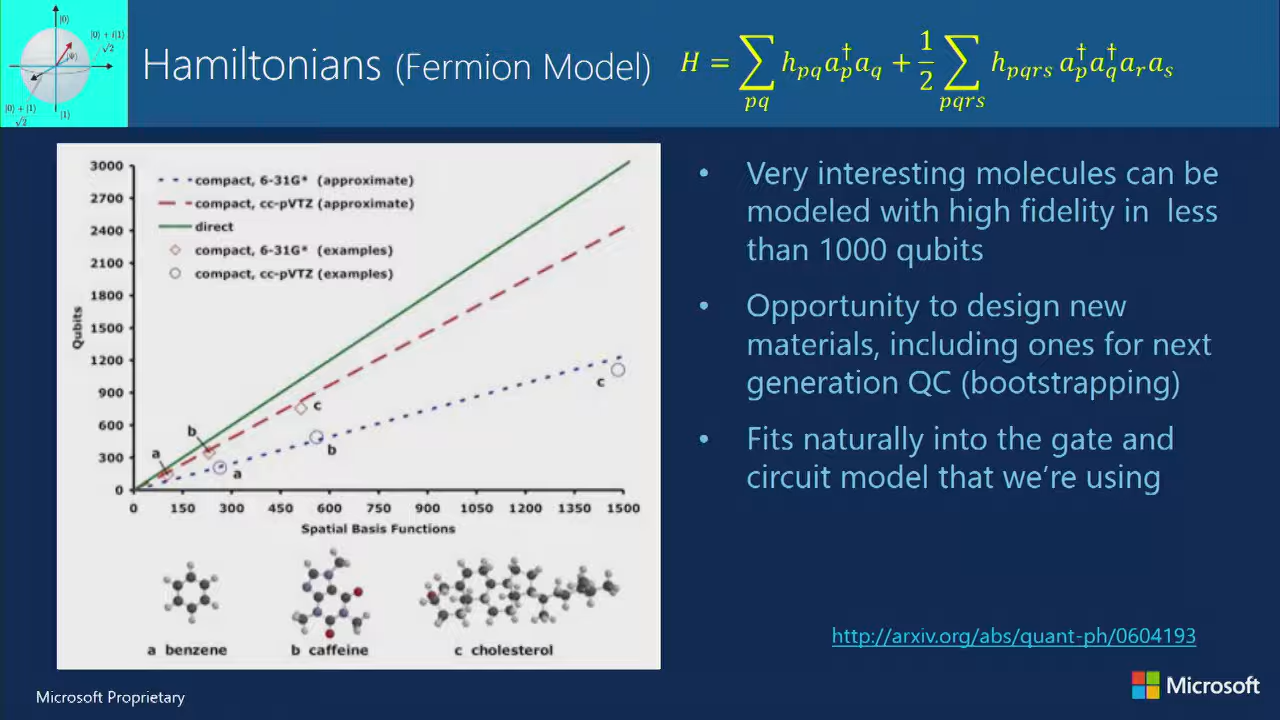 |0⟩
|0⟩ + i|1⟩
√2
|Ψ⟩
|0⟩ + |1⟩
√2
|1⟩
Hamiltonians (Fermion Model)
H = ∑ h_pq a_p† a_q + 1/2 ∑ h_pqrs a_p† a_q† a_r a_s
pq pqrs
3000
2700
2400
2100
1800
1500
1200
900
600
300
0
Qubits
compact, 6-31G* (approximate)
compact, cc-pVTZ (approximate)
direct
compact, 6-31G* (examples)
compact, cc-pVTZ (examples)
a
b
c
a
b
c
0 150 300 450 600 750 900 1050 1200 1350 1500
Spatial Basis Functions
a benzene
b caffeine
c cholesterol
• Very interesting molecules can be
modeled with high fidelity in less
than 1000 qubits
• Opportunity to design new
materials, including ones for next
generation QC (bootstrapping)
• Fits naturally into the gate and
circuit model that we’re using
http://arxiv.org/abs/quant-ph/0604193
Microsoft Proprietary
Microsoft